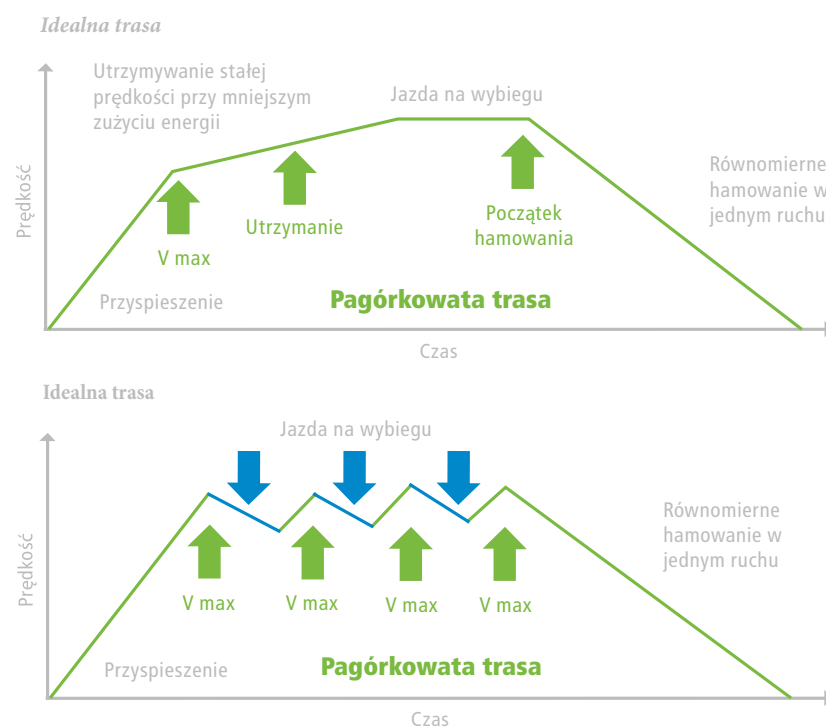 Idealna trasa
Utrzymywanie stałej
prędkości przy mniejszym
zużyciu energii
Jazda na wybiegu
Prędkość
Równomierne
hamowanie w
jednym ruchu
V max
Utrzymanie
Początek
hamowania
Przyspieszenie
Pagórkowata trasa
Czas
Idealna trasa
Jazda na wybiegu
Prędkość
Równomierne
hamowanie w
jednym ruchu
V max
V max
V max
V max
Przyspieszenie
Pagórkowata trasa
Czas